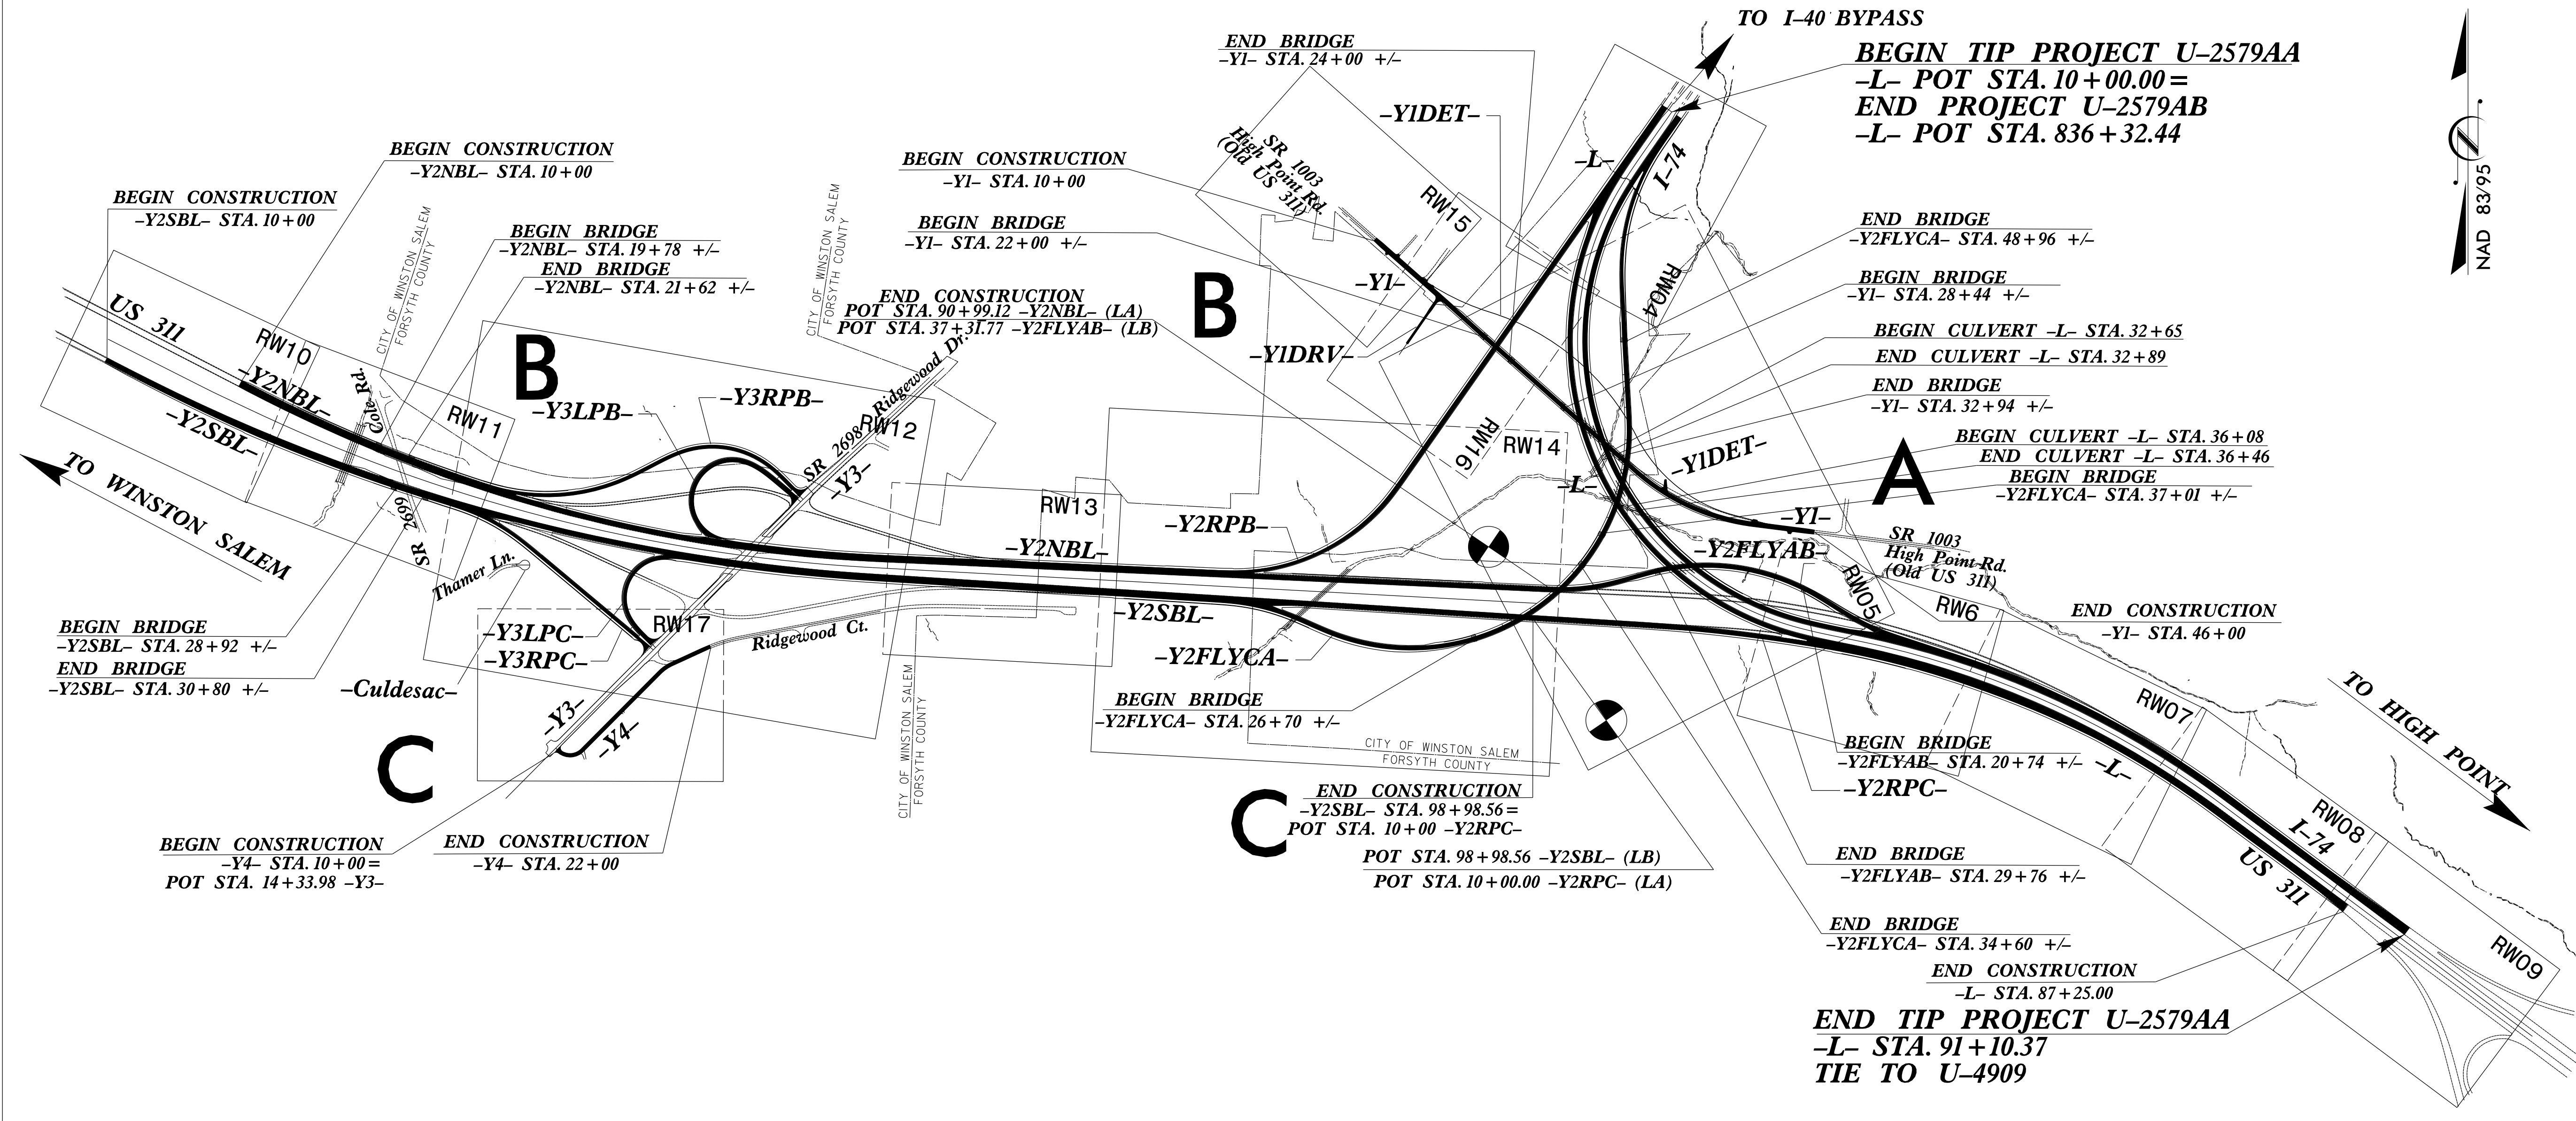 TO I–40 BYPASS
BEGIN TIP PROJECT U–2579AA
–L– POT STA. 10+00.00 =
END PROJECT U–2579AB
–L– POT STA. 836+32.44
NAD 83/95
END BRIDGE
–Y1– STA. 24+00 +/–
–Y1DET–
SR 1003
High Point Rd.
(Old US 311)
RW15
–L–
I–74
BEGIN CONSTRUCTION
–Y1– STA. 10+00
BEGIN BRIDGE
–Y1– STA. 22+00 +/–
END CONSTRUCTION
POT STA. 90+99.12 –Y2NBL– (LA)
POT STA. 37+31.77 –Y2FLYAB– (LB)
BEGIN CONSTRUCTION
–Y2NBL– STA. 10+00
BEGIN CONSTRUCTION
–Y2SBL– STA. 10+00
BEGIN BRIDGE
–Y2NBL– STA. 19+78 +/–
END BRIDGE
–Y2NBL– STA. 21+62 +/–
CITY OF WINSTON SALEM
FORSYTH COUNTY
CITY OF WINSTON SALEM
FORSYTH COUNTY
END BRIDGE
–Y2FLYCA– STA. 48+96 +/–
BEGIN BRIDGE
–Y1– STA. 28+44 +/–
BEGIN CULVERT –L– STA. 32+65
END CULVERT –L– STA. 32+89
END BRIDGE
–Y1– STA. 32+94 +/–
BEGIN CULVERT –L– STA. 36+08
END CULVERT –L– STA. 36+46
BEGIN BRIDGE
–Y2FLYCA– STA. 37+01 +/–
US 311
RW10
–Y2NBL–
–Y2SBL–
Cole Rd.
SR 2699
RW11
B
–Y3LPB–
–Y3RPB–
SR 2698 Ridgewood Dr.
RW12
–Y3–
B
–Y1–
–Y1DRV–
RW04
RW16
RW14
RW13
–L–
–Y1DET–
A
–Y1–
SR 1003
High Point Rd.
(Old US 311)
–Y2RPB–
–Y2NBL–
–Y2FLYAB–
RW05
RW6
TO WINSTON SALEM
Thamer Ln.
–Y2SBL–
–Y2FLYCA–
END CONSTRUCTION
–Y1– STA. 46+00
BEGIN BRIDGE
–Y2SBL– STA. 28+92 +/–
END BRIDGE
–Y2SBL– STA. 30+80 +/–
–Y3LPC–
–Y3RPC–
RW17
Ridgewood Ct.
–Culdesac–
–Y3–
–Y4–
C
CITY OF WINSTON SALEM
FORSYTH COUNTY
BEGIN BRIDGE
–Y2FLYCA– STA. 26+70 +/–
CITY OF WINSTON SALEM
FORSYTH COUNTY
TO HIGH POINT
RW07
BEGIN BRIDGE
–Y2FLYAB– STA. 20+74 +/–
–L–
–Y2RPC–
C
END CONSTRUCTION
–Y2SBL– STA. 98+98.56 =
POT STA. 10+00 –Y2RPC–
POT STA. 98+98.56 –Y2SBL– (LB)
POT STA. 10+00.00 –Y2RPC– (LA)
BEGIN CONSTRUCTION
–Y4– STA. 10+00 =
POT STA. 14+33.98 –Y3–
END CONSTRUCTION
–Y4– STA. 22+00
RW08
I–74
US 311
END BRIDGE
–Y2FLYAB– STA. 29+76 +/–
END BRIDGE
–Y2FLYCA– STA. 34+60 +/–
RW09
END CONSTRUCTION
–L– STA. 87+25.00
END TIP PROJECT U–2579AA
–L– STA. 91+10.37
TIE TO U–4909